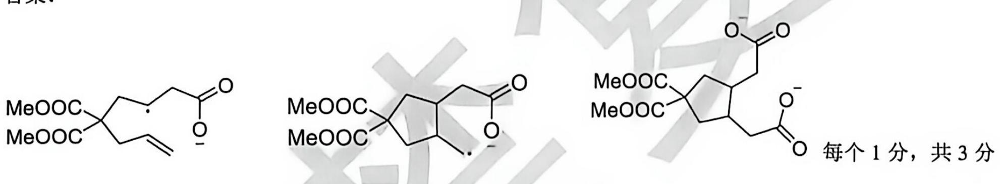 答案：
O⁻ O
MeOOC MeOOC O⁻ O
MeOOC MeOOC O⁻ O
MeOOC MeOOC O⁻ O 每个 1 分，共 3 分